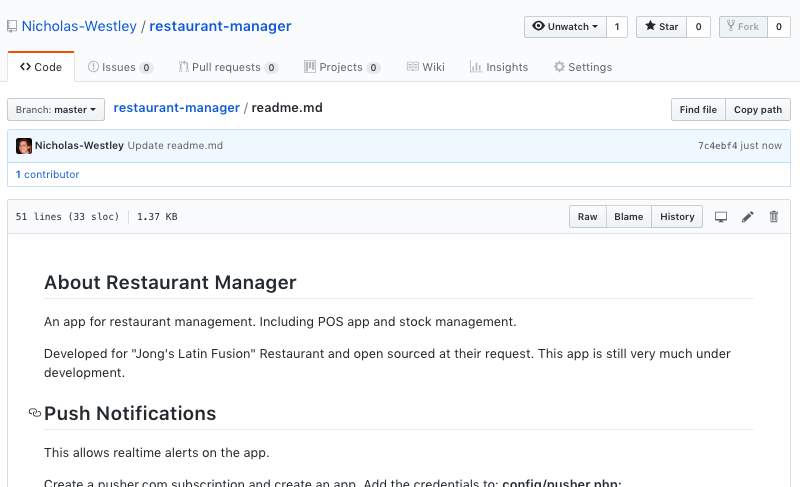 Nicholas-Westley / restaurant-manager
Unwatch 1 Star 0 Fork 0
Code Issues 0 Pull requests 0 Projects 0 Wiki Insights Settings
Branch: master restaurant-manager / readme.md Find file Copy path
Nicholas-Westley Update readme.md 7c4ebf4 just now
1 contributor
51 lines (33 sloc) 1.37 KB Raw Blame History
About Restaurant Manager
An app for restaurant management. Including POS app and stock management.
Developed for "Jong's Latin Fusion" Restaurant and open sourced at their request. This app is still very much under
development.
Push Notifications
This allows realtime alerts on the app.
Create a pusher.com subscription and create an app. Add the credentials to: config/pusher.php: